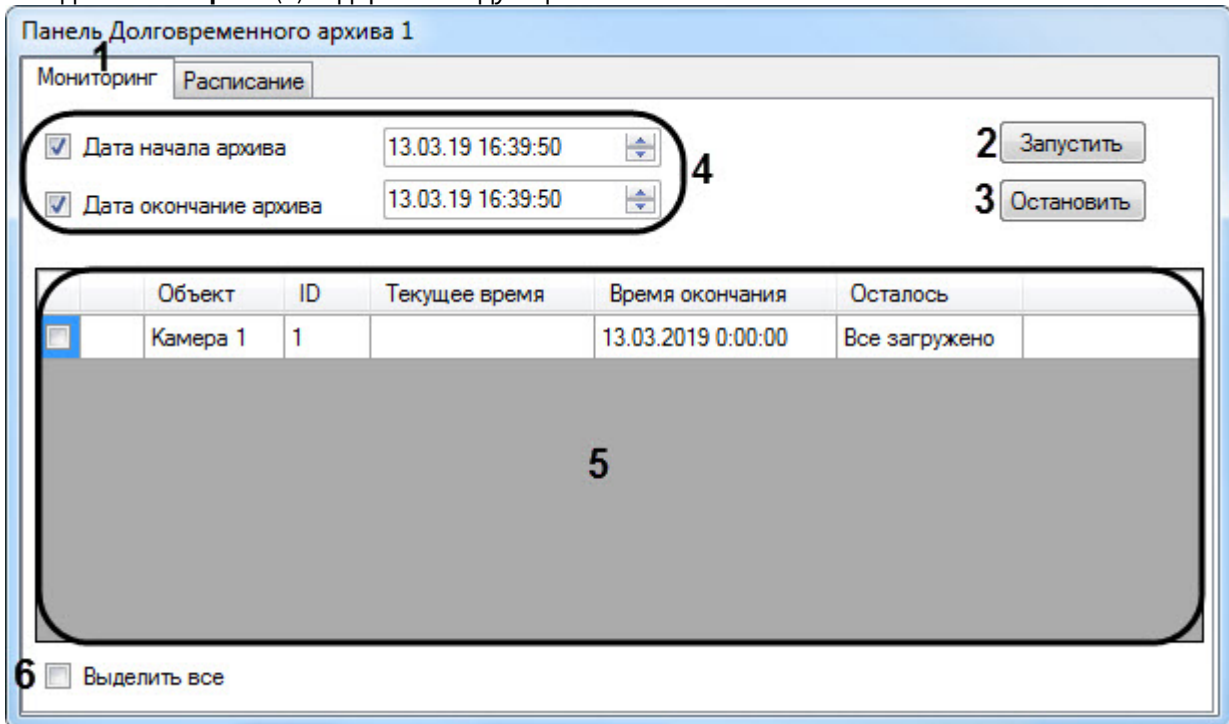 Панель Долговременного архива 1
1
Мониторинг Расписание
Дата начала архива 13.03.19 16:39:50 2 Запустить
4
Дата окончание архива 13.03.19 16:39:50 3 Остановить
Объект ID Текущее время Время окончания Осталось
Камера 1 1 13.03.2019 0:00:00 Все загружено
5
6 Выделить все